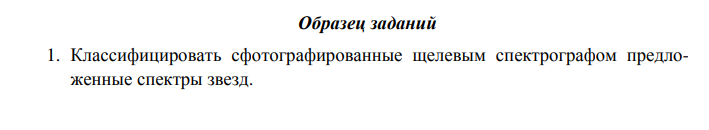 Образец заданий
1. Классифицировать сфотографированные щелевым спектрографом предло-
женные спектры звезд.